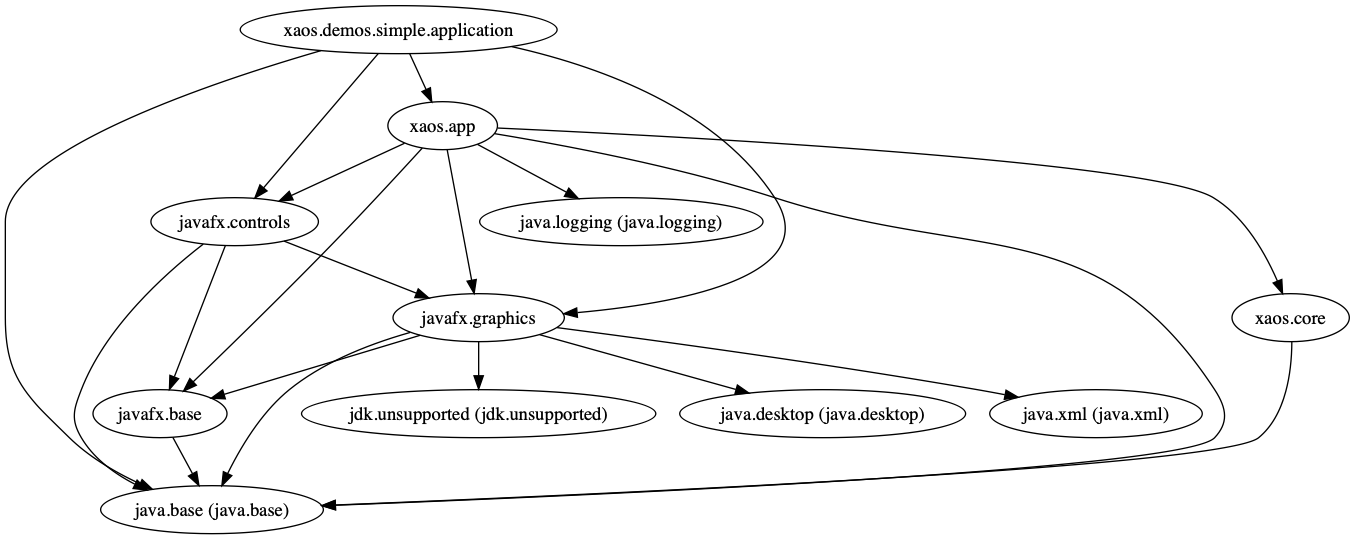 xaos.demos.simple.application
xaos.app
javafx.controls
java.logging (java.logging)
javafx.graphics
xaos.core
javafx.base
jdk.unsupported (jdk.unsupported)
java.desktop (java.desktop)
java.xml (java.xml)
java.base (java.base)